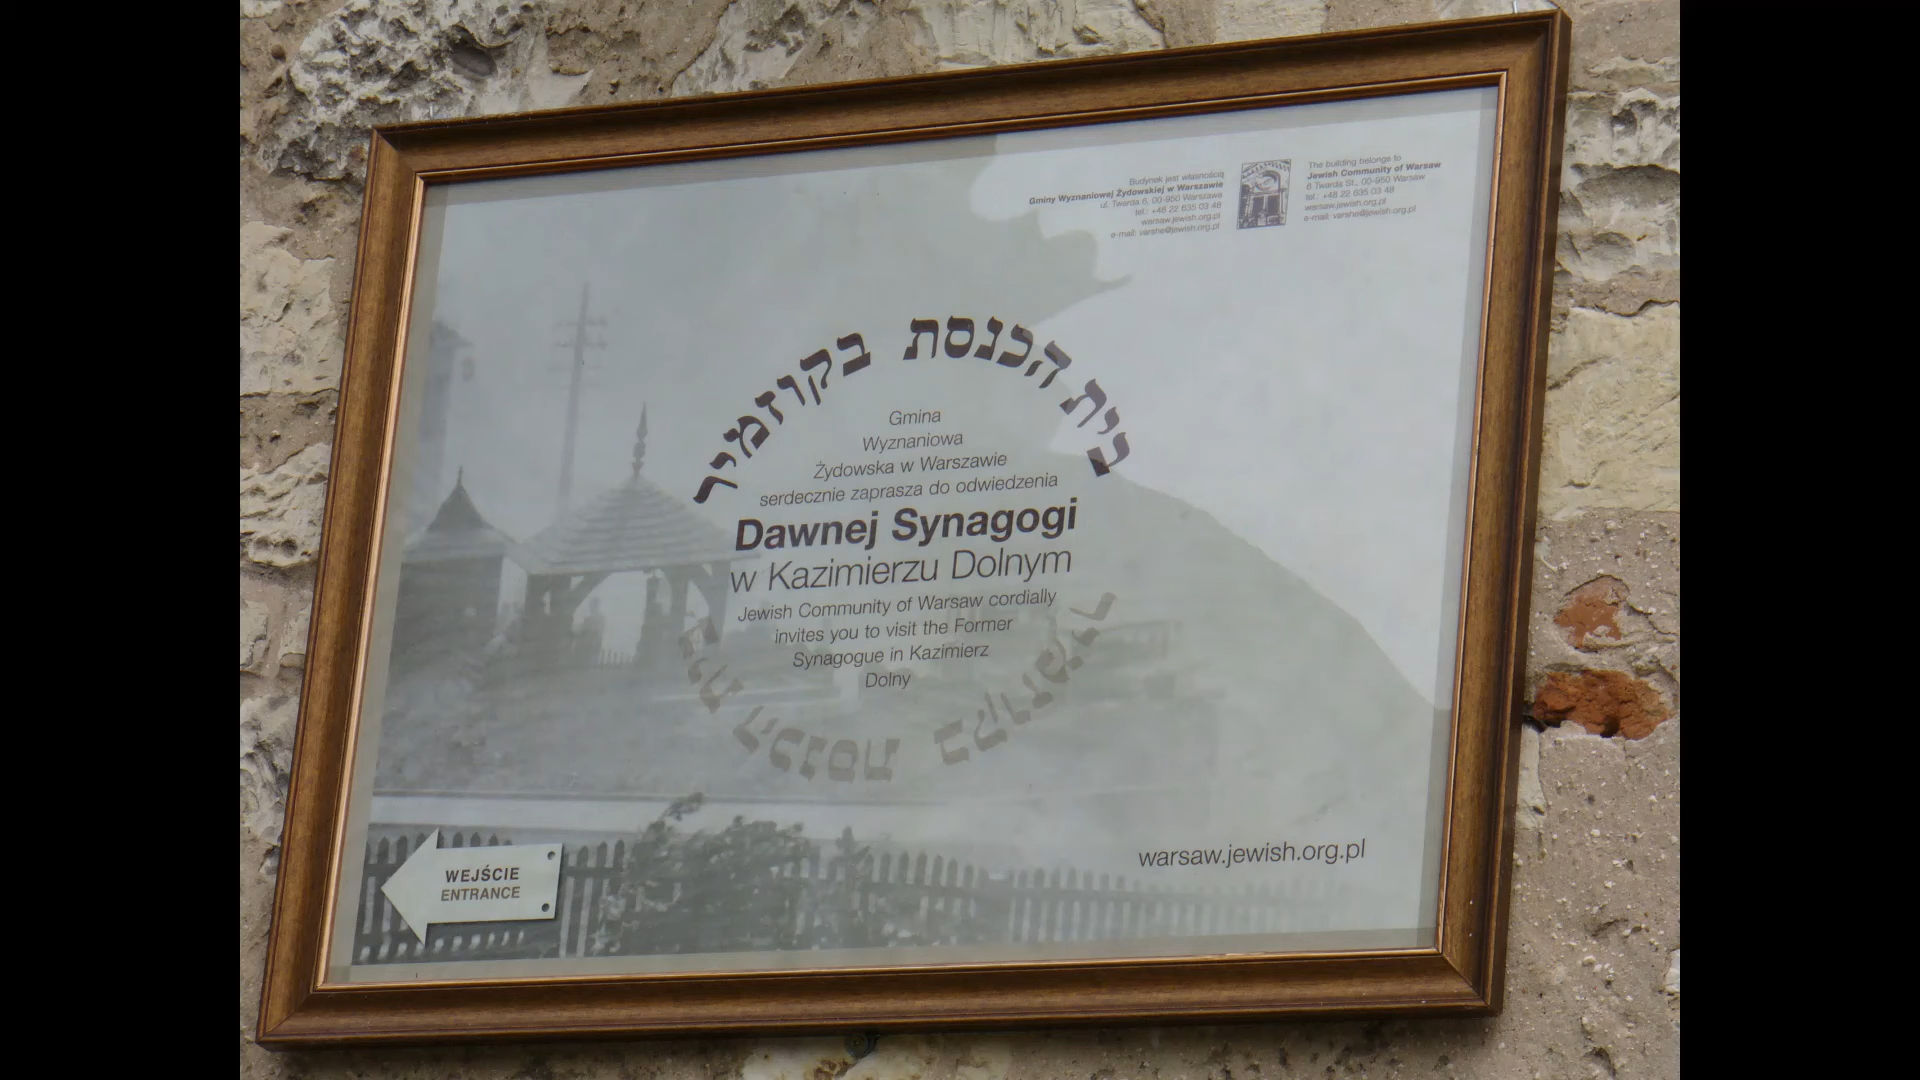 Budynek jest własnością
Gminy Wyznaniowej Żydowskiej w Warszawie
ul. Twarda 6, 00-950 Warszawa
tel.: +48 22 635 03 48
warsaw.jewish.org.pl
e-mail: varshe@jewish.org.pl
The building belongs to
Jewish Community of Warsaw
6 Twarda St., 00-950 Warsaw
tel.: +48 22 635 03 48
warsaw.jewish.org.pl
e-mail: varshe@jewish.org.pl
בית הכנסת בקוזמיר
Gmina
Wyznaniowa
Żydowska w Warszawie
serdecznie zaprasza do odwiedzenia
Dawnej Synagogi
w Kazimierzu Dolnym
Jewish Community of Warsaw cordially
invites you to visit the Former
Synagogue in Kazimierz
Dolny
בית הכנסת בקוזמיר
warsaw.jewish.org.pl
WEJŚCIE
ENTRANCE